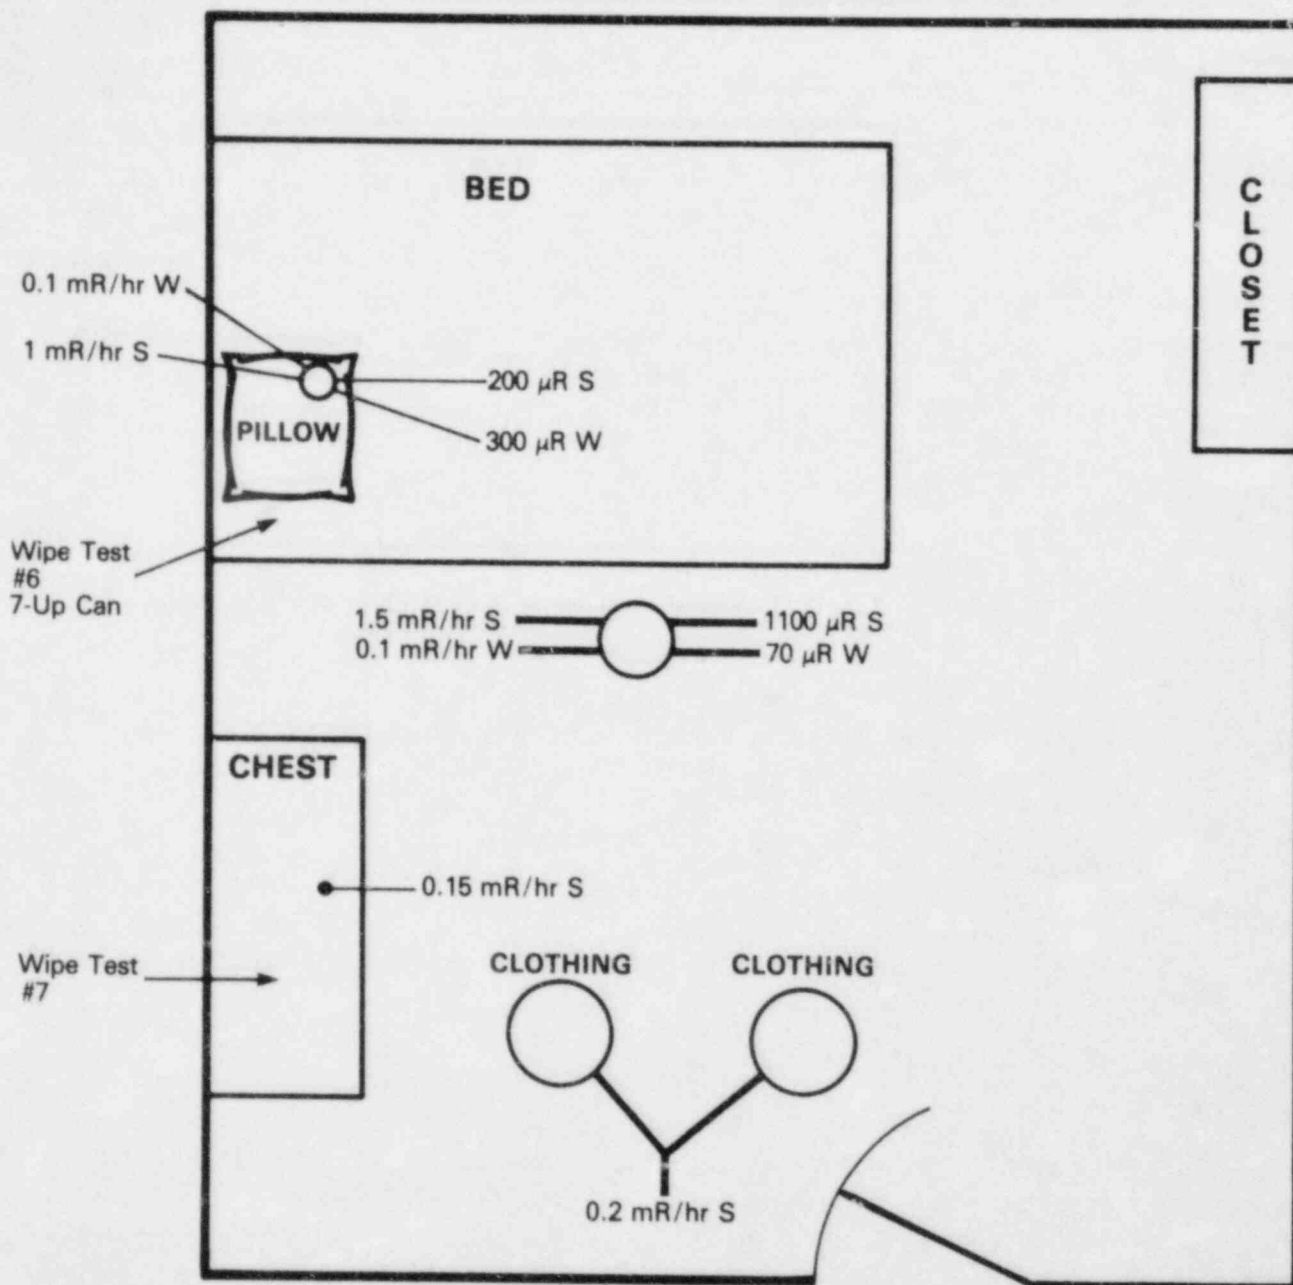 BED
CLOSET
0.1 mR/hr W
1 mR/hr S
200 μR S
300 μR W
PILLOW
Wipe Test
#6
7-Up Can
1.5 mR/hr S
0.1 mR/hr W
1100 μR S
70 μR W
CHEST
0.15 mR/hr S
Wipe Test
#7
CLOTHING
CLOTHiNG
0.2 mR/hr S